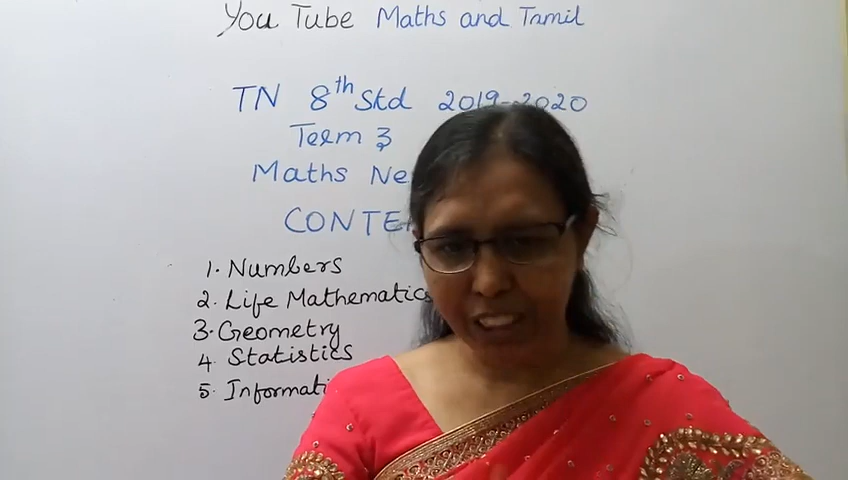 You Tube Maths and Tamil
TN 8th Std 2019-2020
Term 3
Maths Ne
CONTE
1. Numbers
2. Life Mathematics
3. Geometry
4 Statistics
5. Informati